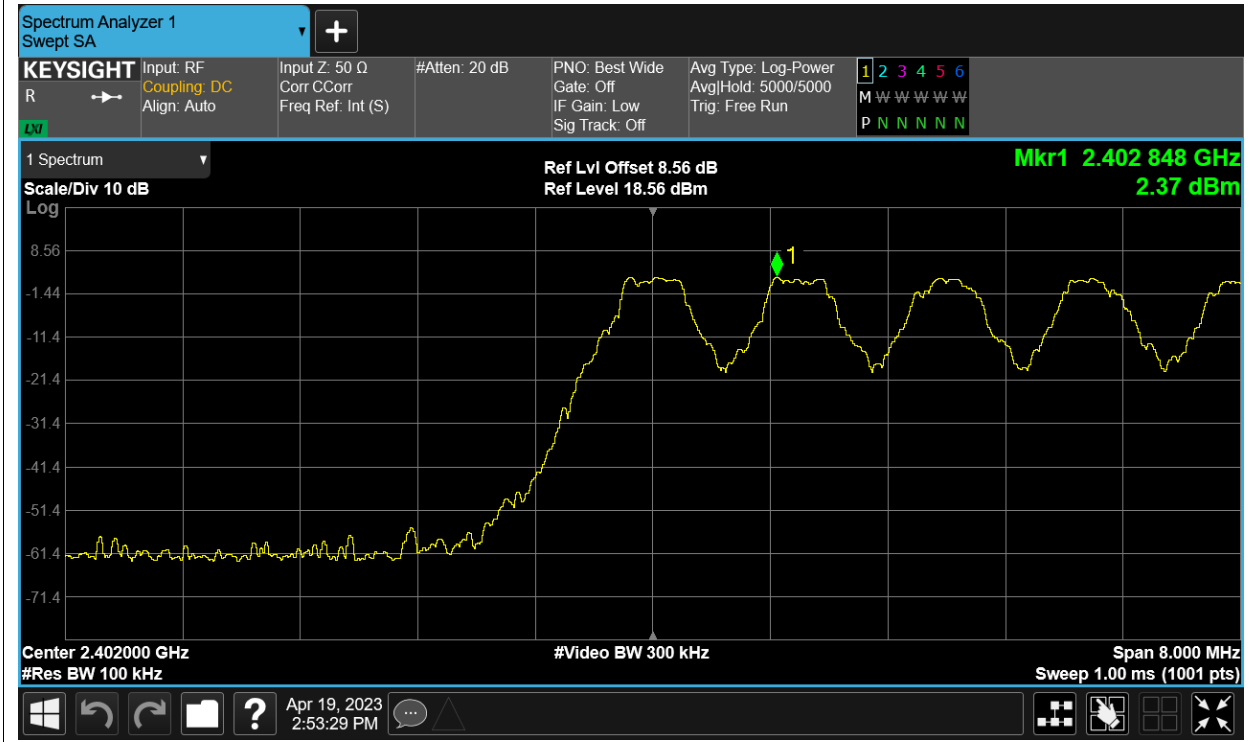 Spectrum Analyzer 1
Swept SA
KEYSIGHT
R
LXI
Input: RF
Coupling: DC
Align: Auto
Input Z: 50 Ω
Corr CCorr
Freq Ref: Int (S)
#Atten: 20 dB
PNO: Best Wide
Gate: Off
IF Gain: Low
Sig Track: Off
Avg Type: Log-Power
Avg|Hold: 5000/5000
Trig: Free Run
1 2 3 4 5 6
M W W W W W
P N N N N N
1 Spectrum
Scale/Div 10 dB
Log
Ref Lvl Offset 8.56 dB
Ref Level 18.56 dBm
Mkr1 2.402 848 GHz
2.37 dBm
8.56
-1.44
-11.4
-21.4
-31.4
-41.4
-51.4
-61.4
-71.4
1
Center 2.402000 GHz
#Video BW 300 kHz
Span 8.000 MHz
#Res BW 100 kHz
Sweep 1.00 ms (1001 pts)
?
Apr 19, 2023
2:53:29 PM